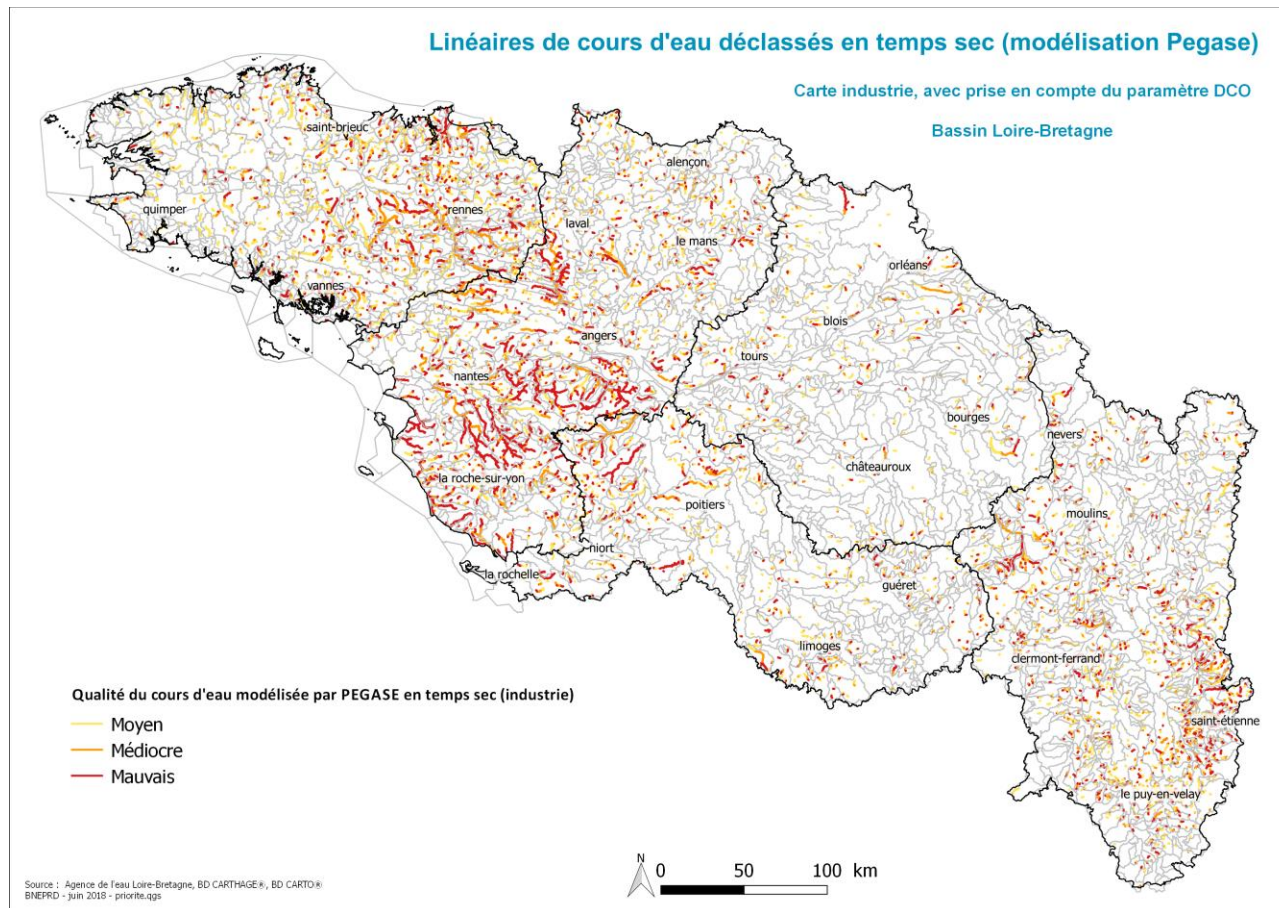 Linéaires de cours d'eau déclassés en temps sec (modélisation Pegase)
Carte industrie, avec prise en compte du paramètre DCO
Bassin Loire-Bretagne
saint-brieuc
alençon
quimper
rennes
laval
le mans
orléans
vannes
blois
angers
tours
nantes
bourges
nevers
châteauroux
la roche-sur-yon
poitiers
moulins
niort
la rochelle
guéret
limoges
clermont-ferrand
saint-étienne
le puy-en-velay
Qualité du cours d'eau modélisée par PEGASE en temps sec (industrie)
Moyen
Médiocre
Mauvais
N
0 50 100 km
Source : Agence de l'eau Loire-Bretagne, BD CARTHAGE®, BD CARTO®
BNEPRD - juin 2018 - priorite.qgs